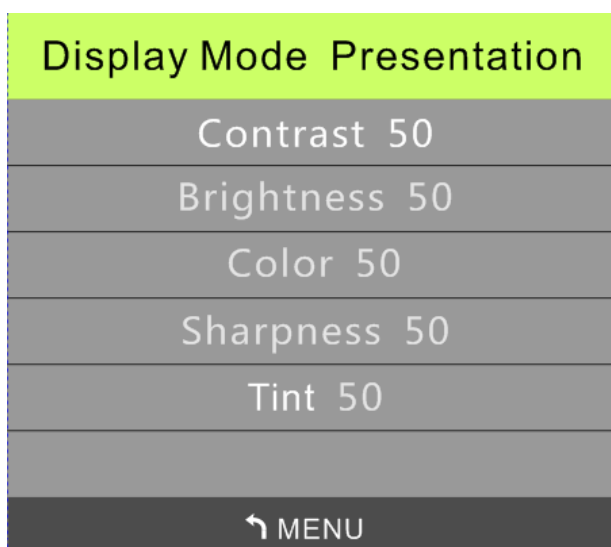 Display Mode Presentation
Contrast 50
Brightness 50
Color 50
Sharpness 50
Tint 50
MENU